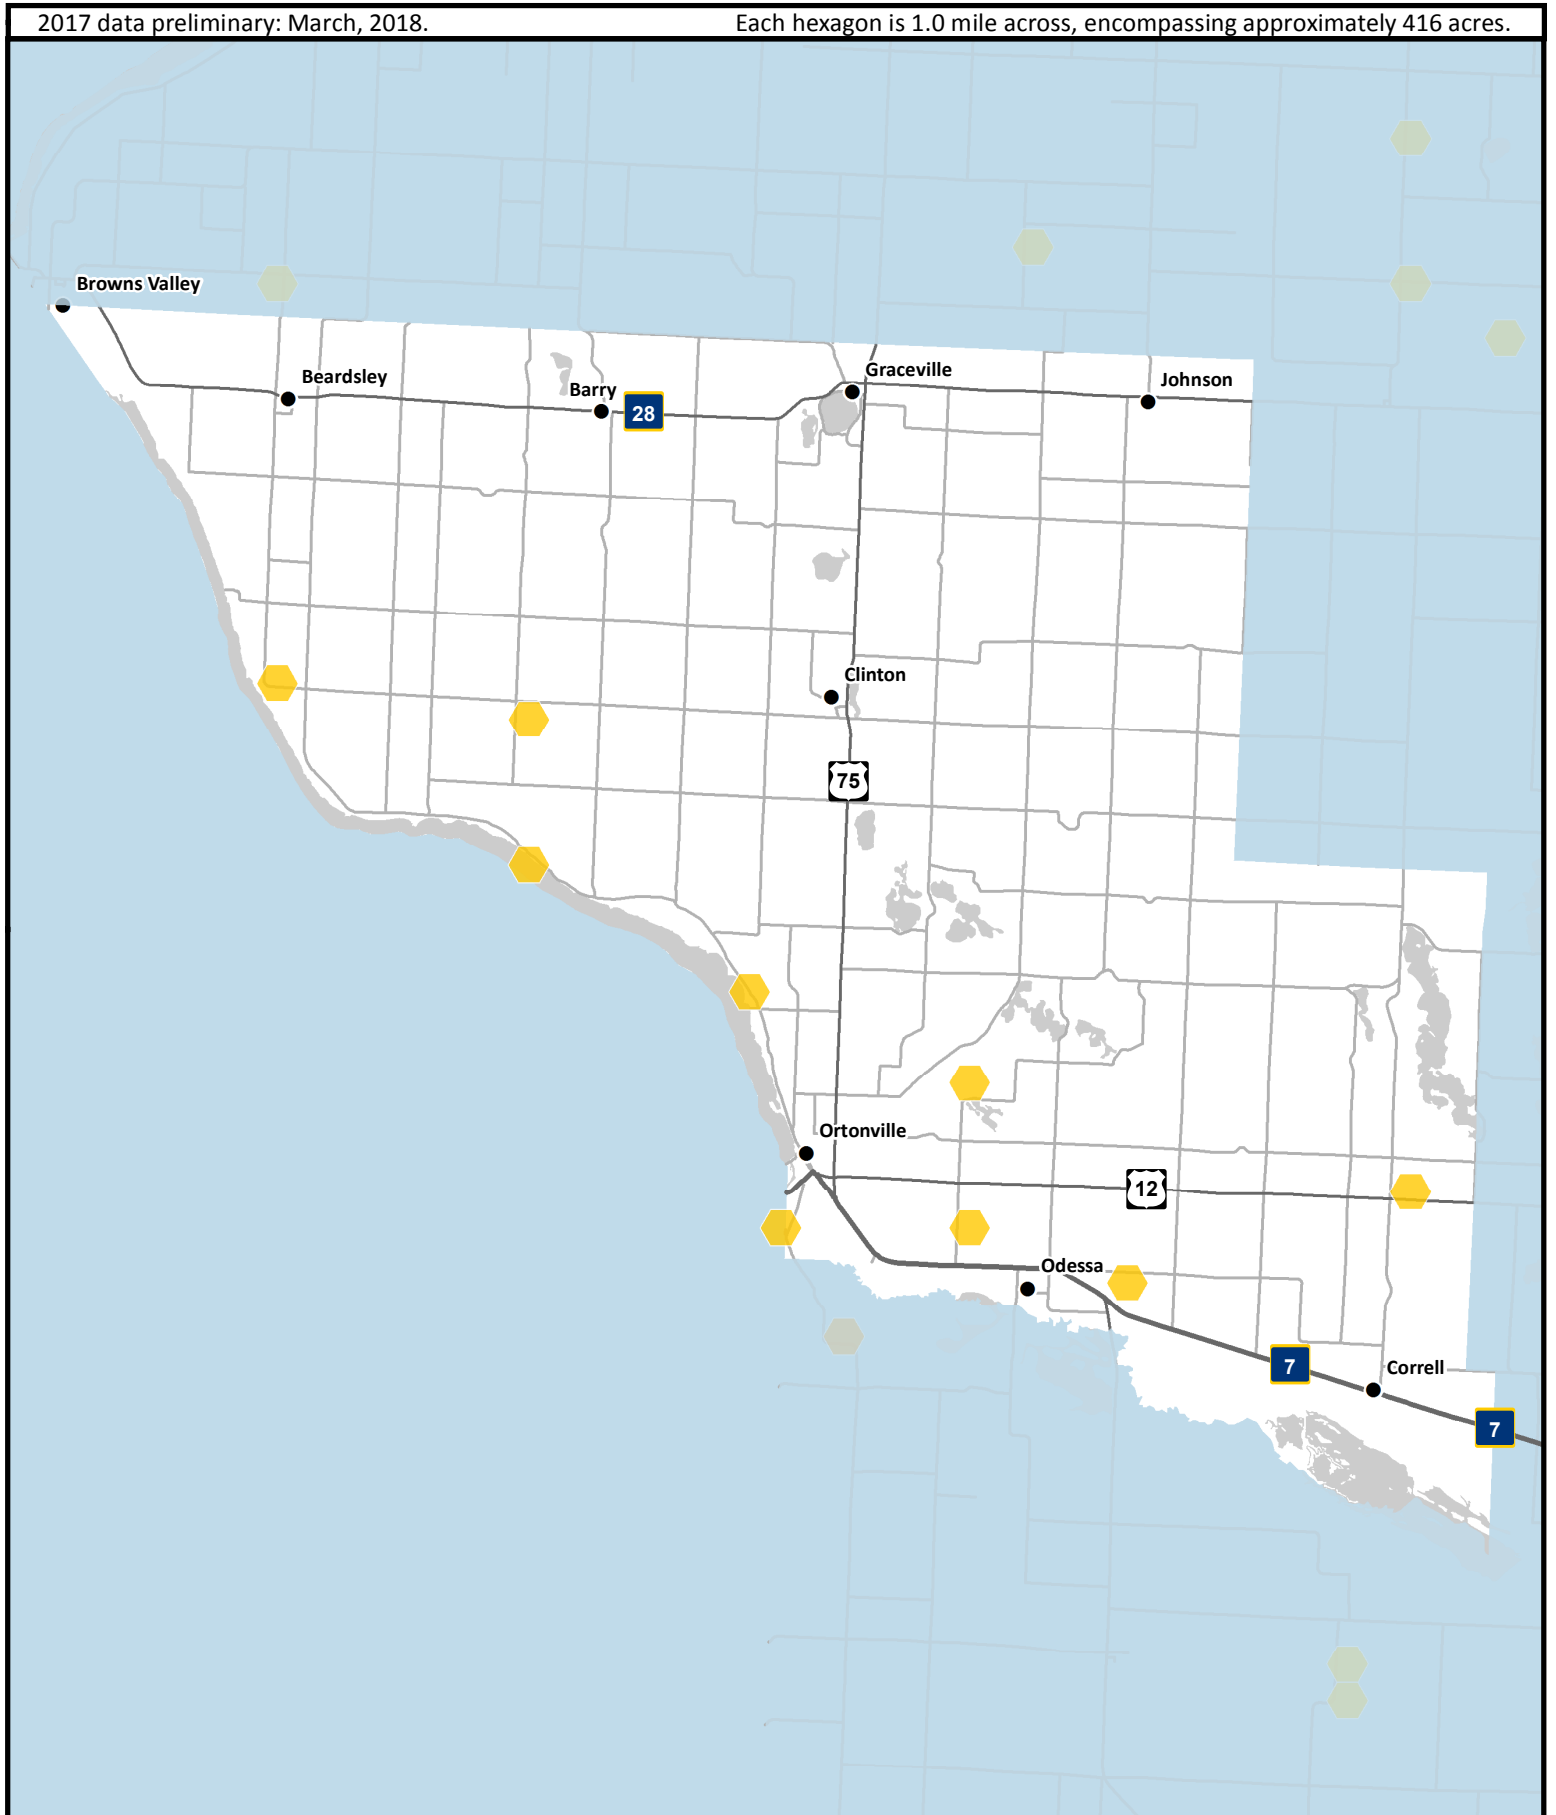 2017 data preliminary: March, 2018.
Each hexagon is 1.0 mile across, encompassing approximately 416 acres.
Browns Valley
Beardsley
Barry
28
Graceville
Johnson
Clinton
75
Ortonville
12
Odessa
7
Correll
7